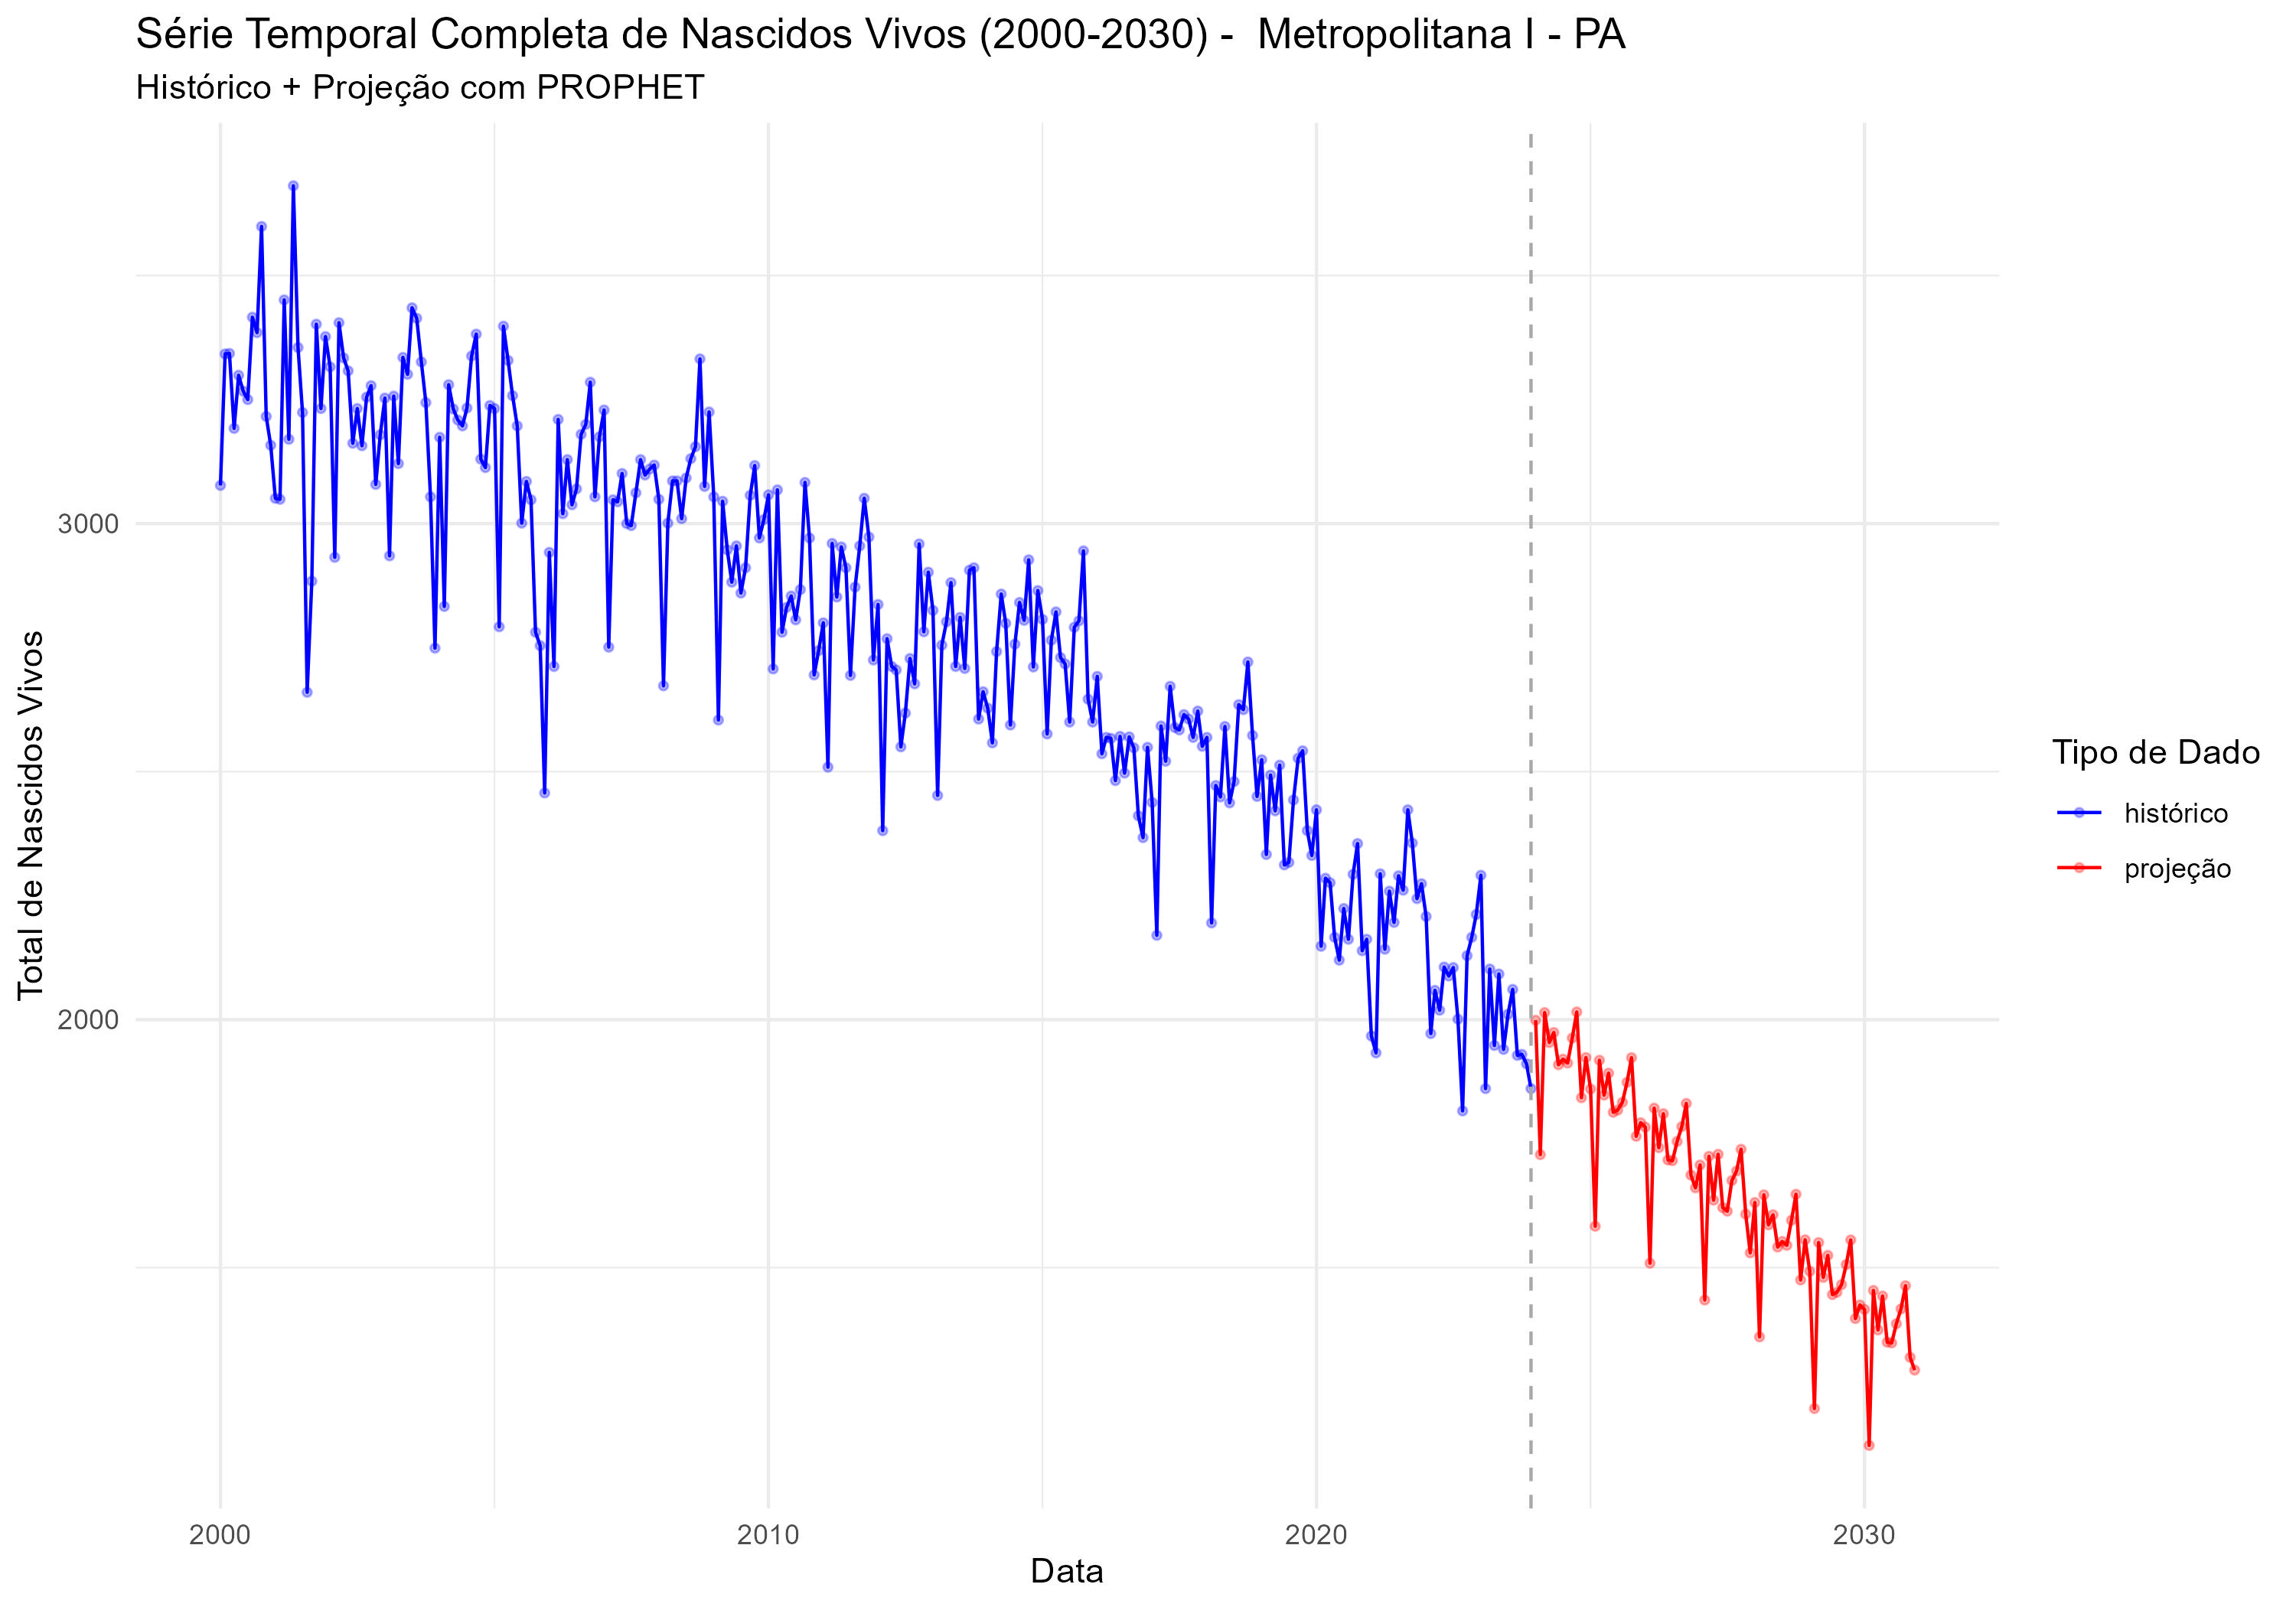 Série Temporal Completa de Nascidos Vivos (2000-2030) -  Metropolitana I - PA
Histórico + Projeção com PROPHET
Total de Nascidos Vivos
3000
2000
2000
2010
2020
2030
Data
Tipo de Dado
histórico
projeção